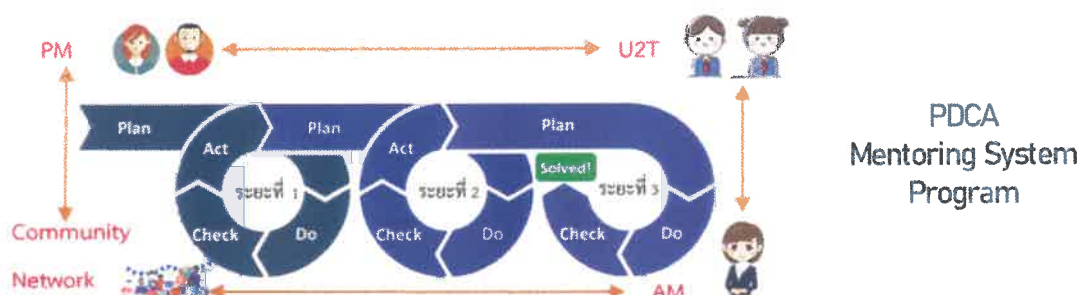 PM
U2T
Plan
Plan
Plan
Act
Act
Solved!
ระยะที่ 1
ระยะที่ 2
ระยะที่ 3
Check
Do
Check
Do
Check
Do
Community
Network
AM
PDCA
Mentoring System
Program